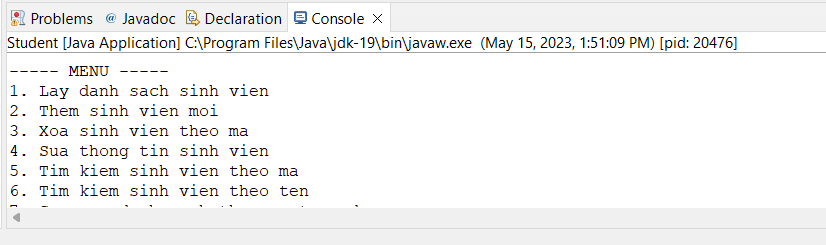 Problems @ Javadoc Declaration Console
Student [Java Application] C:\Program Files\Java\jdk-19\bin\javaw.exe (May 15, 2023, 1:51:09 PM) [pid: 20476]
----- MENU -----
1. Lay danh sach sinh vien
2. Them sinh vien moi
3. Xoa sinh vien theo ma
4. Sua thong tin sinh vien
5. Tim kiem sinh vien theo ma
6. Tim kiem sinh vien theo ten